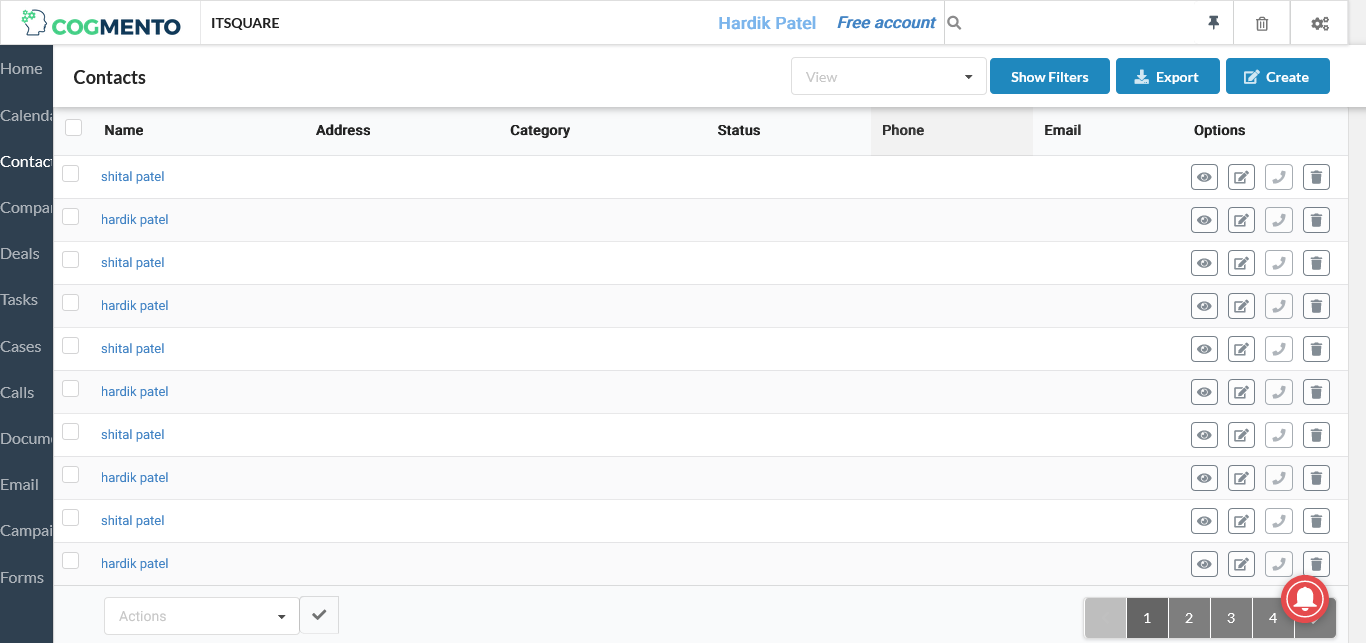 COGMENTO ITSQUARE Hardik Patel Free account
Home
Contacts View Show Filters Export Create
Calenda
Name Address Category Status Phone Email Options
Contact
shital patel
Compan
hardik patel
Deals
shital patel
Tasks
hardik patel
Cases
shital patel
Calls
hardik patel
Docume
shital patel
Email
hardik patel
Campai
shital patel
Forms
hardik patel
Actions 1 2 3 4